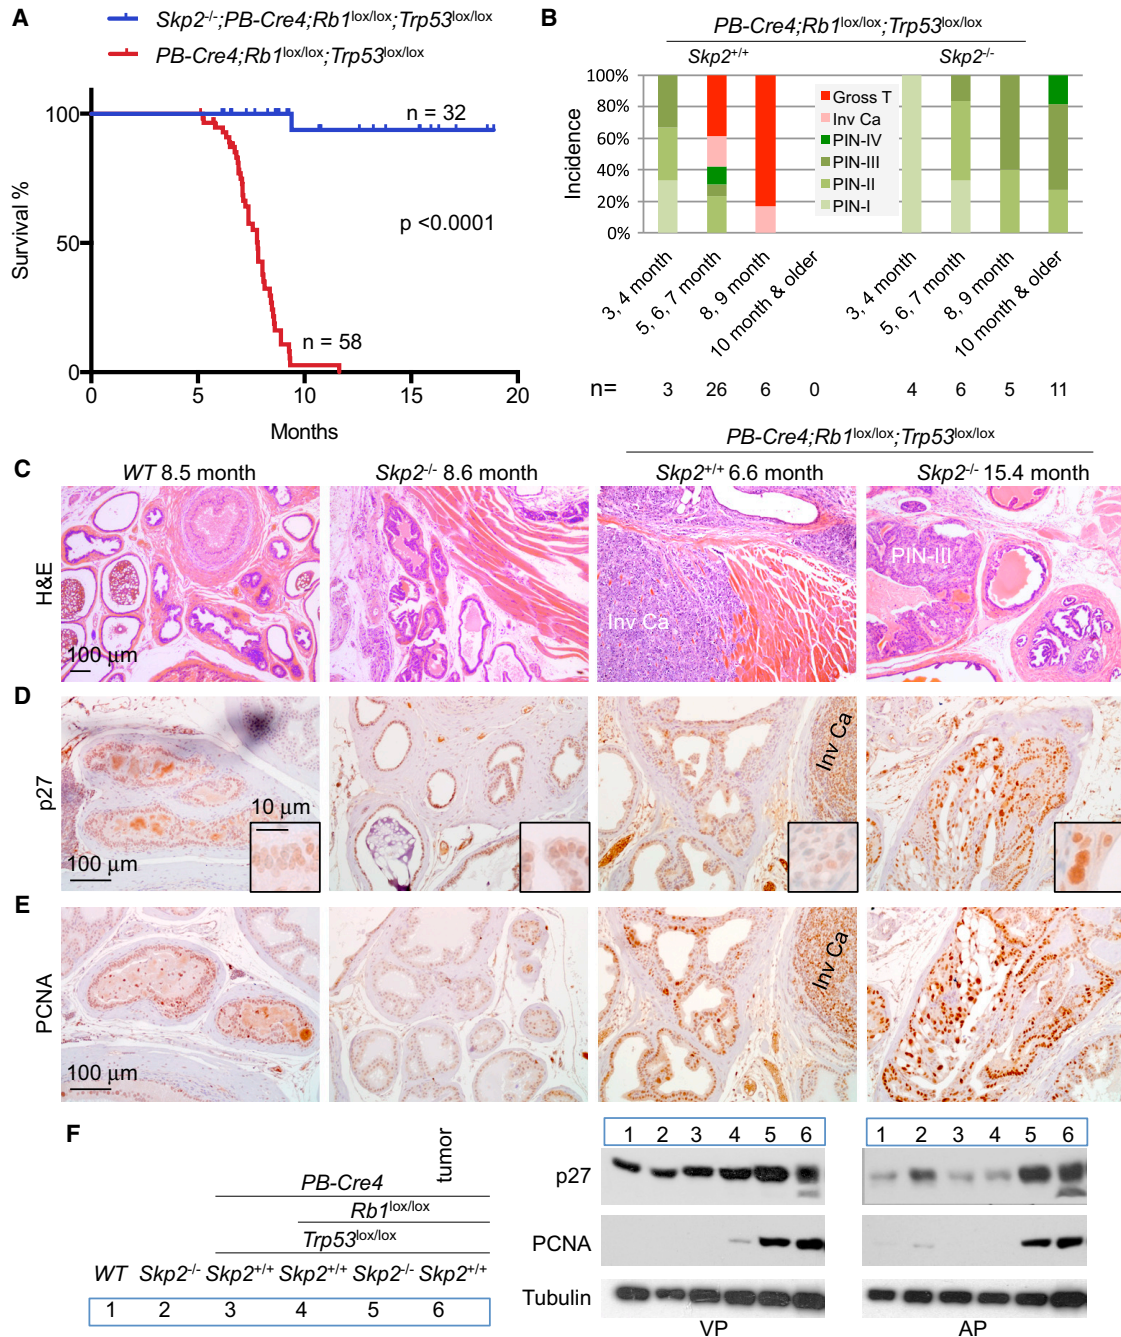 A
Skp2-/-;PB-Cre4;Rb1lox/lox;Trp53lox/lox
PB-Cre4;Rb1lox/lox;Trp53lox/lox
Survival %
100
50
0
n = 32
p <0.0001
n = 58
0 5 10 15 20
Months
B
PB-Cre4;Rb1lox/lox;Trp53lox/lox
Skp2+/+ Skp2-/-
Incidence
100%
80%
60%
40%
20%
0%
Gross T
Inv Ca
PIN-IV
PIN-III
PIN-II
PIN-I
3, 4 month
5, 6, 7 month
8, 9 month
10 month & older
3, 4 month
5, 6, 7 month
8, 9 month
10 month & older
n= 3 26 6 0 4 6 5 11
PB-Cre4;Rb1lox/lox;Trp53lox/lox
C
WT 8.5 month
Skp2-/- 8.6 month
Skp2+/+ 6.6 month
Skp2-/- 15.4 month
H&E
100 µm
Inv Ca
PIN-III
D
p27
100 µm
10 µm
Inv Ca
E
PCNA
100 µm
Inv Ca
F
tumor
PB-Cre4
Rb1lox/lox
Trp53lox/lox
WT Skp2-/- Skp2+/+ Skp2+/+ Skp2-/- Skp2+/+
1 2 3 4 5 6
1 2 3 4 5 6
1 2 3 4 5 6
p27
PCNA
Tubulin
VP
AP